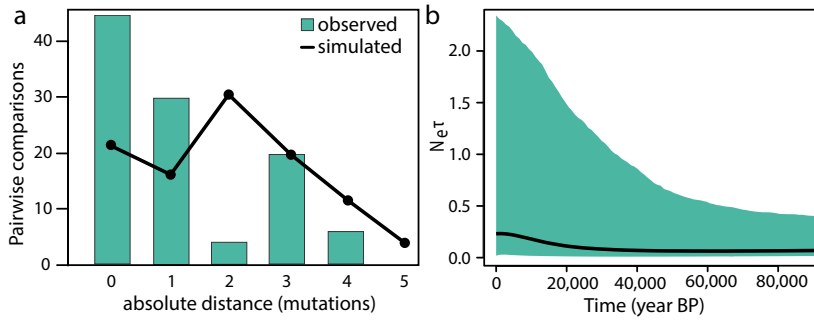 a
observed
simulated
Pairwise comparisons
40
30
20
10
0
0 1 2 3 4 5
absolute distance (mutations)
b
Neτ
2.0
1.5
1.0
0.5
0.0
0 20,000 40,000 60,000 80,000
Time (year BP)